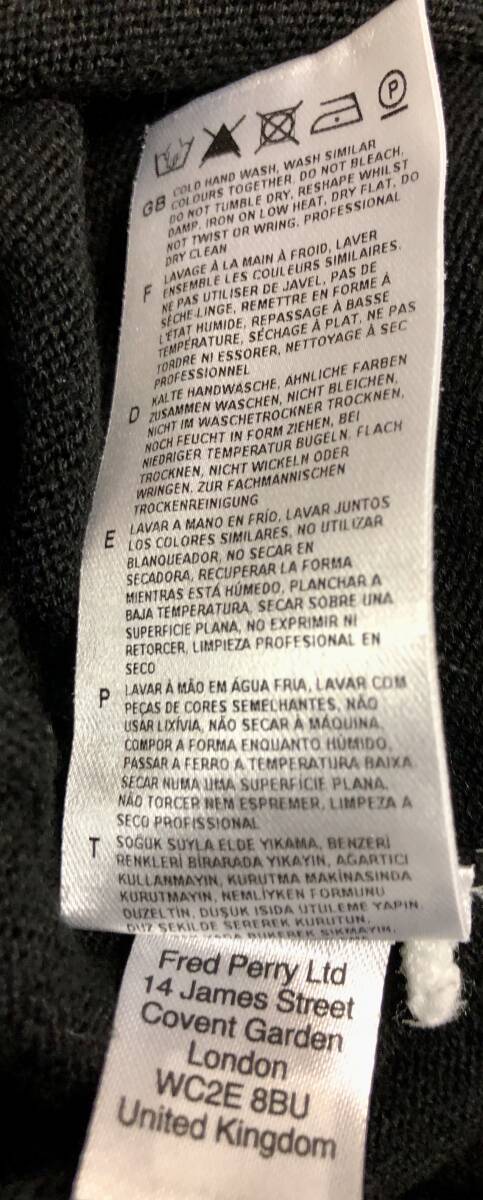 P
GB COLD HAND WASH, WASH SIMILAR
COLOURS TOGETHER, DO NOT BLEACH,
DO NOT TUMBLE DRY, RESHAPE WHILST
DAMP, IRON ON LOW HEAT, DRY FLAT, DO
NOT TWIST OR WRING, PROFESSIONAL
DRY CLEAN
F LAVAGE À LA MAIN À FROID, LAVER
ENSEMBLE LES COULEURS SIMILAIRES,
NE PAS UTILISER DE JAVEL, PAS DE
SÈCHE-LINGE, REMETTRE EN FORME À
L'ÉTAT HUMIDE, REPASSAGE À BASSE
TEMPÉRATURE, SÉCHAGE À PLAT, NE PAS
TORDRE NI ESSORER, NETTOYAGE À SEC
PROFESSIONNEL
D KALTE HANDWÄSCHE, ÄHNLICHE FARBEN
ZUSAMMEN WASCHEN, NICHT BLEICHEN,
NICHT IM WASCHETROCKNER TROCKNEN,
NOCH FEUCHT IN FORM ZIEHEN, BEI
NIEDRIGER TEMPERATUR BUGELN. FLACH
TROCKNEN, NICHT WICKELN ODER
WRINGEN, ZUR FACHMANNISCHEN
TROCKENREINIGUNG
E LAVAR A MANO EN FRÍO, LAVAR JUNTOS
LOS COLORES SIMILARES, NO UTILIZAR
BLANQUEADOR, NO SECAR EN
SECADORA, RECUPERAR LA FORMA
MIENTRAS ESTÁ HÚMEDO, PLANCHAR A
BAJA TEMPERATURA, SECAR SOBRE UNA
SUPERFICIE PLANA, NO EXPRIMIR NI
RETORCER, LIMPIEZA PROFESIONAL EN
SECO
P LAVAR À MÃO EM ÁGUA FRIA, LAVAR COM
PEÇAS DE CORES SEMELHANTES, NÃO
USAR LIXÍVIA, NÃO SECAR À MÁQUINA,
COMPOR A FORMA ENQUANTO HÚMIDO,
PASSAR A FERRO A TEMPERATURA BAIXA,
SECAR NUMA UMA SUPERFÍCIE PLANA,
NÃO TORCER NEM ESPREMER, LIMPEZA A
SECO PROFISSIONAL
T SOĞUK SUYLA ELDE YIKAMA, BENZERİ
RENKLERİ BİRARADA YIKAYIN, AĞARTICI
KULLANMAYIN, KURUTMA MAKİNASINDA
KURUTMAYIN, NEMLİYKEN FORMUNU
DÜZELTİN, DÜŞÜK ISIDA ÜTÜLEME YAPIN,
DÜZ ŞEKİLDE SEREREK KURUTUN,
BÜKEREK SIKMAYIN,
Fred Perry Ltd
14 James Street
Covent Garden
London
WC2E 8BU
United Kingdom